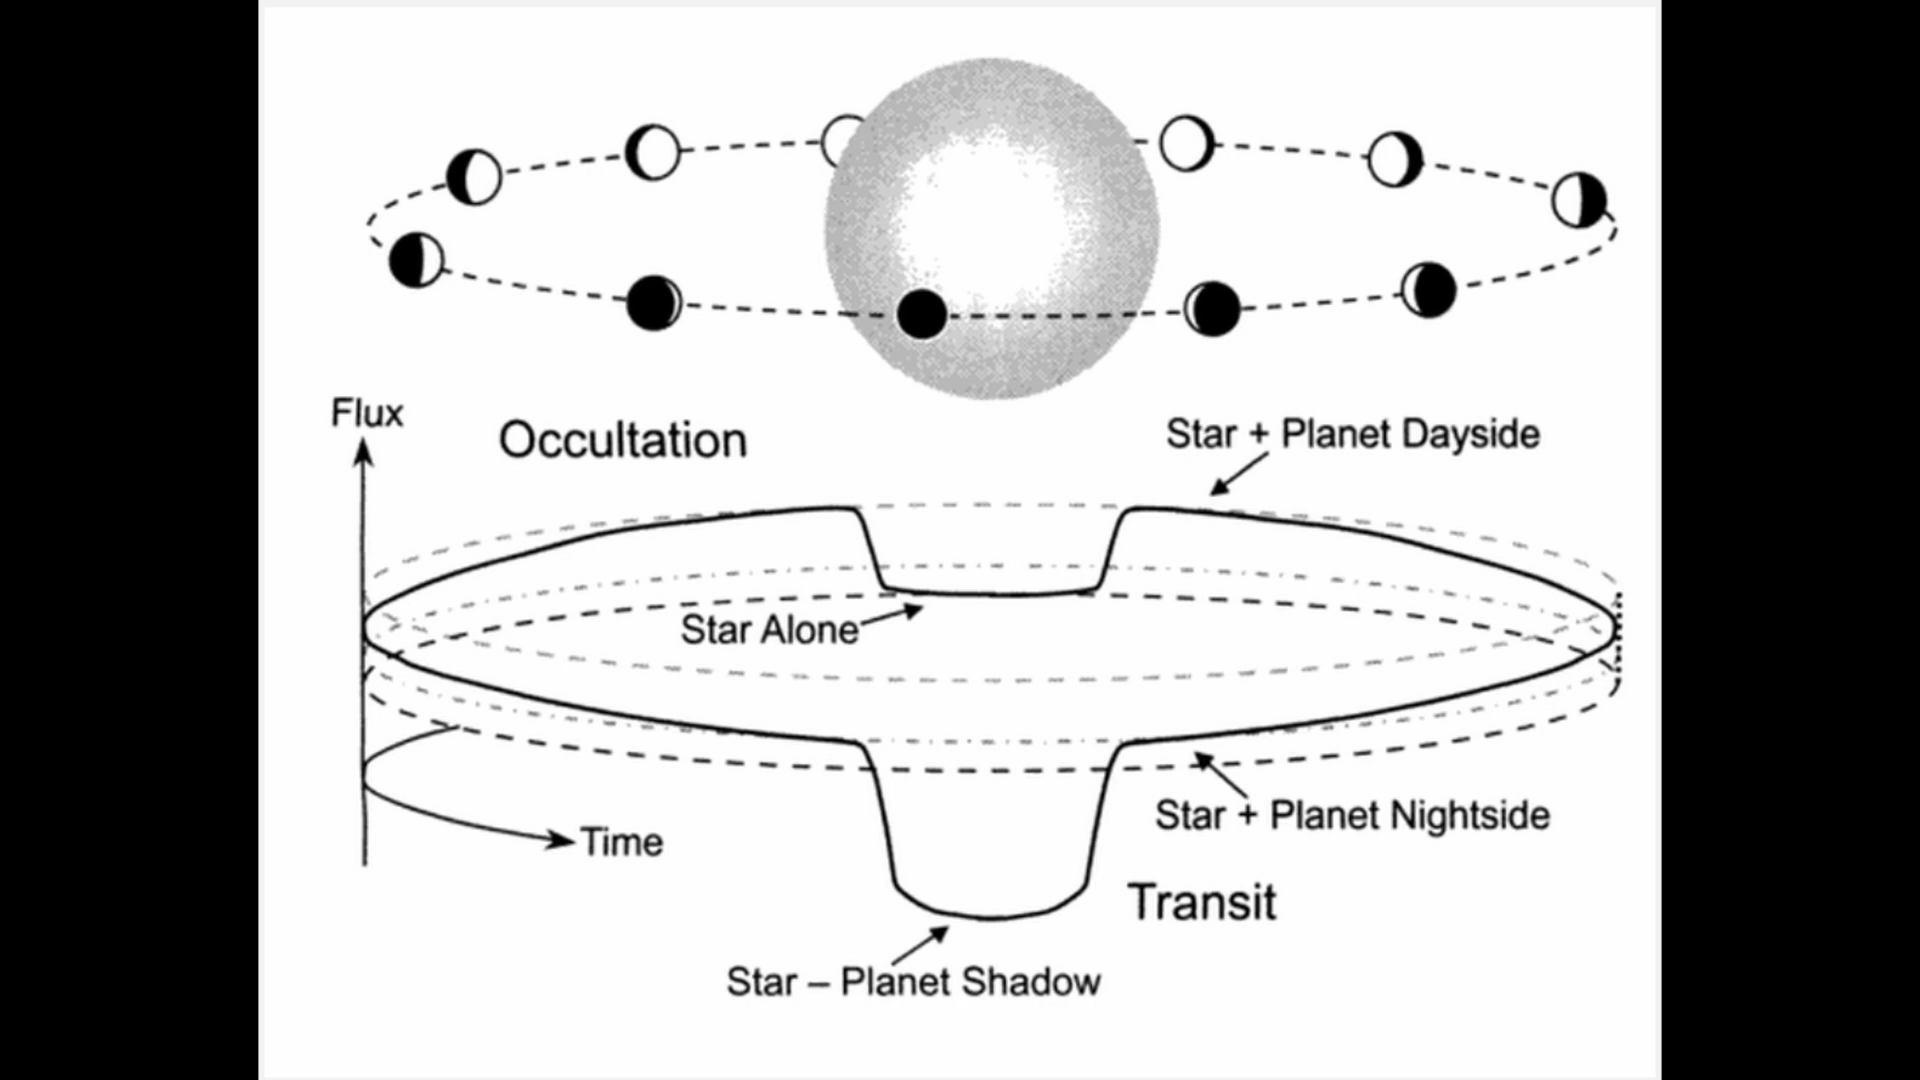 Flux
Occultation
Star + Planet Dayside
Star Alone
Star + Planet Nightside
Time
Transit
Star – Planet Shadow